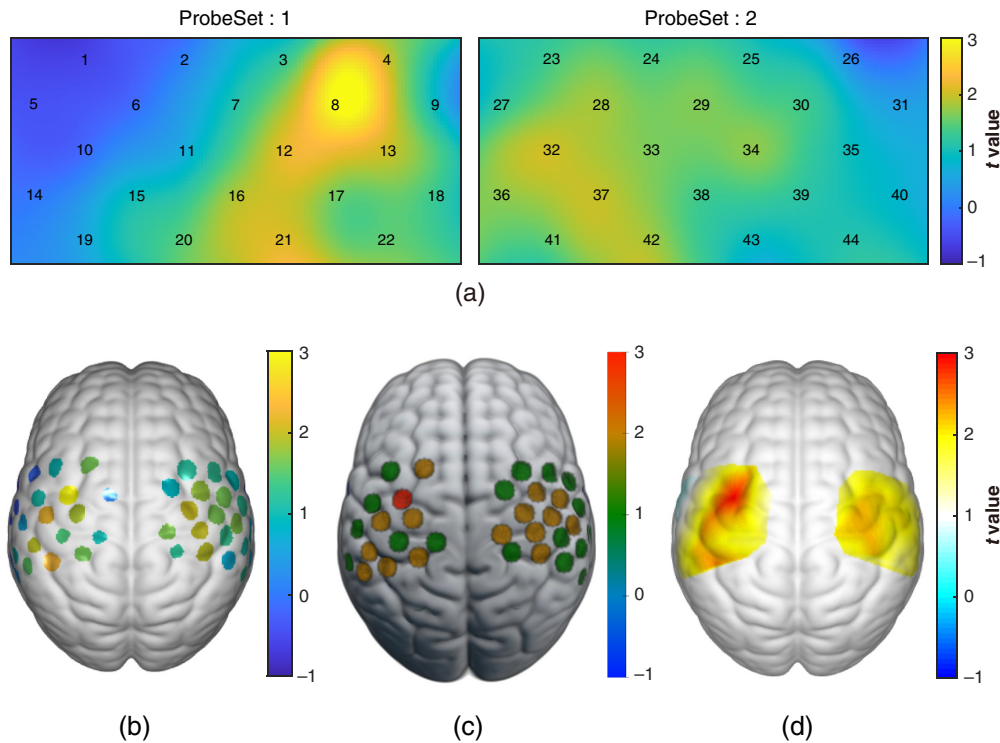 ProbeSet : 1 ProbeSet : 2
1 2 3 4 23 24 25 26
5 6 7 8 9 27 28 29 30 31
10 11 12 13 32 33 34 35
14 15 16 17 18 36 37 38 39 40
19 20 21 22 41 42 43 44
3
2
1
0
−1
t value
(a)
3
2
1
0
−1
(b)
3
2
1
0
−1
(c)
3
2
1
0
−1
t value
(d)